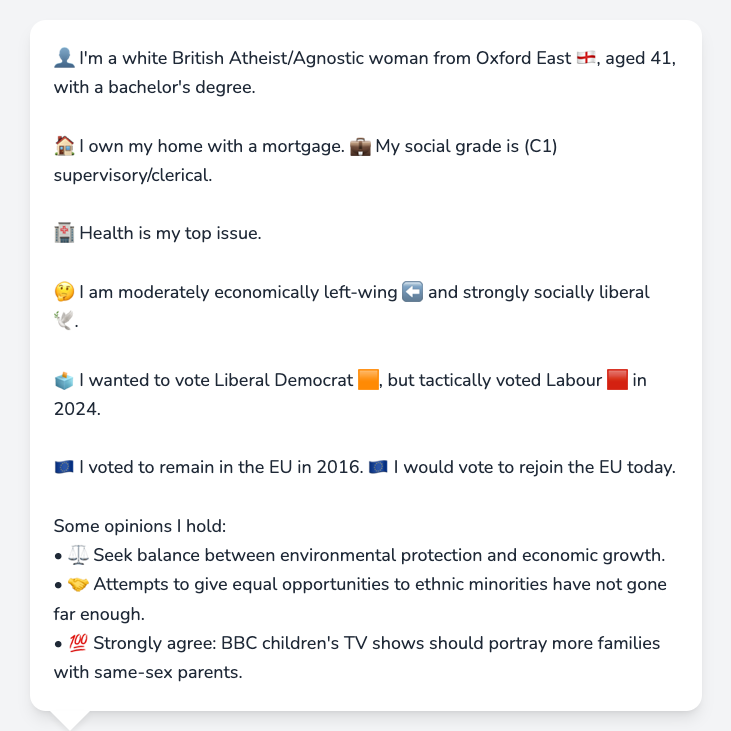 👤 I'm a white British Atheist/Agnostic woman from Oxford East 🏴󠁧󠁢󠁥󠁮󠁧󠁿, aged 41,
with a bachelor's degree.
🏠 I own my home with a mortgage. 💼 My social grade is (C1)
supervisory/clerical.
🏥 Health is my top issue.
🤔 I am moderately economically left-wing ⬅️ and strongly socially liberal
🕊️.
🗳️ I wanted to vote Liberal Democrat 🟧, but tactically voted Labour 🟥 in
2024.
🇪🇺 I voted to remain in the EU in 2016. 🇪🇺 I would vote to rejoin the EU today.
Some opinions I hold:
• ⚖️ Seek balance between environmental protection and economic growth.
• 🤝 Attempts to give equal opportunities to ethnic minorities have not gone
far enough.
• 💯 Strongly agree: BBC children's TV shows should portray more families
with same-sex parents.